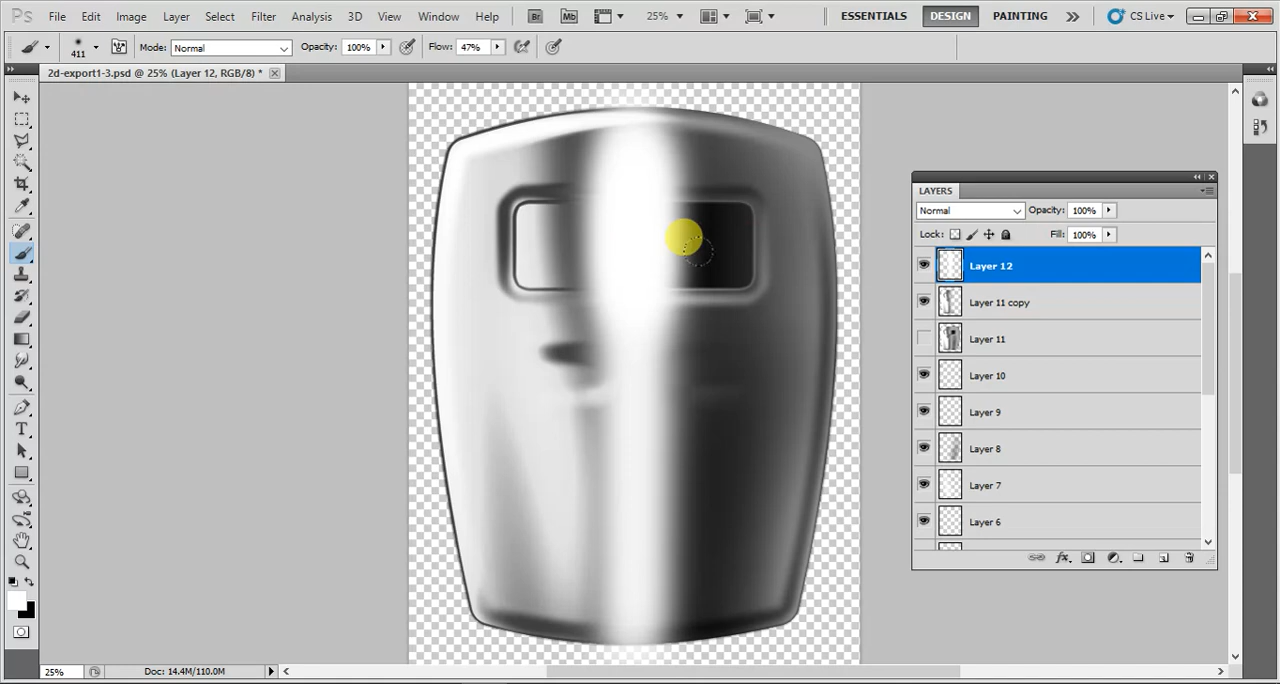 Ps File Edit Image Layer Select Filter Analysis 3D View Window Help Br Mb 25% ESSENTIALS DESIGN PAINTING CS Live
411 Mode: Normal Opacity: 100% Flow: 47%
2d-export1-3.psd @ 25% (Layer 12, RGB/8) *
LAYERS
Normal Opacity: 100%
Lock: Fill: 100%
Layer 12
Layer 11 copy
Layer 11
Layer 10
Layer 9
Layer 8
Layer 7
Layer 6
25% Doc: 14.4M/110.0M